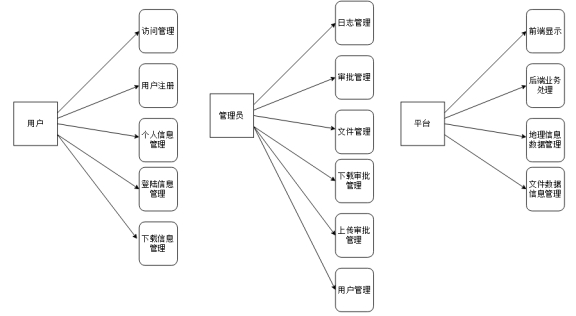 用户
访问管理
用户注册
个人信息
管理
登陆信息
管理
下载信息
管理
管理员
日志管理
审批管理
文件管理
下载审批
管理
上传审批
管理
用户管理
平台
前端显示
后端业务
处理
地理信息
数据管理
文件数据
信息管理